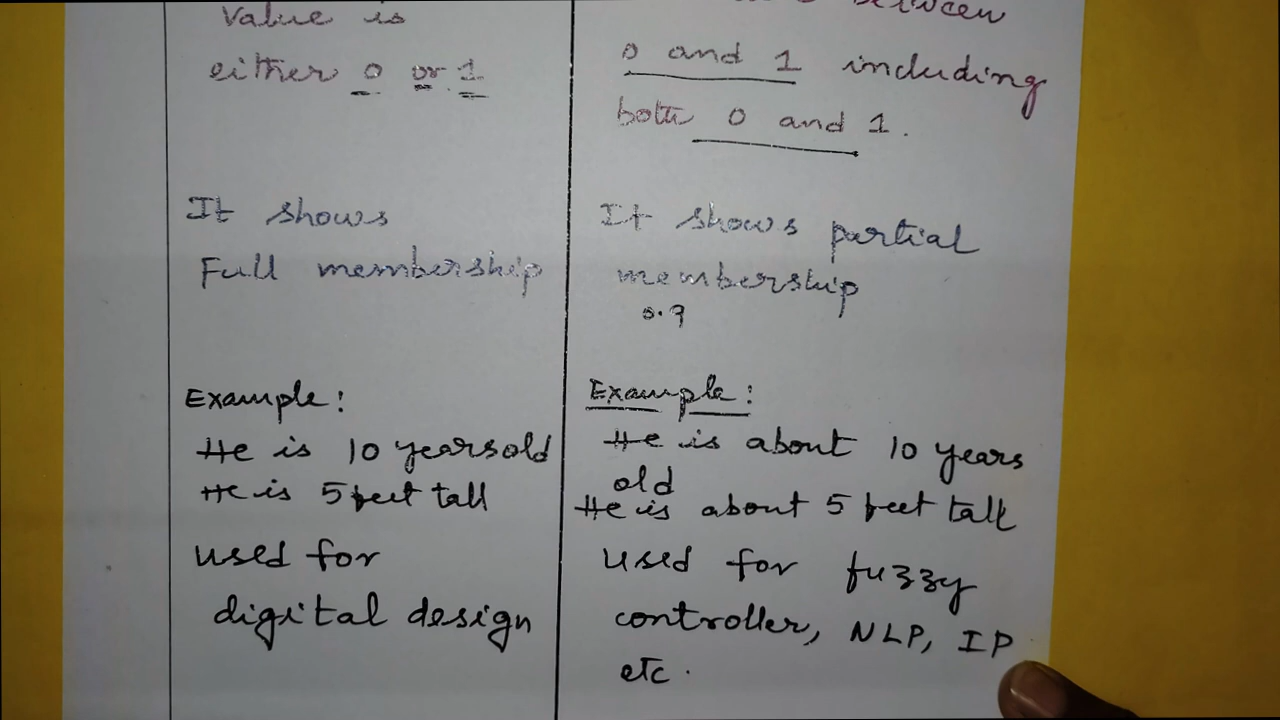 Value is
either 0 or 1
It shows
Full membership
Example:
He is 10 years old
He is 5 feet tall
used for
digital design
between
0 and 1 including
both 0 and 1.
It shows partial
membership
0.9
Example:
He is about 10 years
old
He is about 5 feet tall
used for fuzzy
controller, NLP, IP
etc.